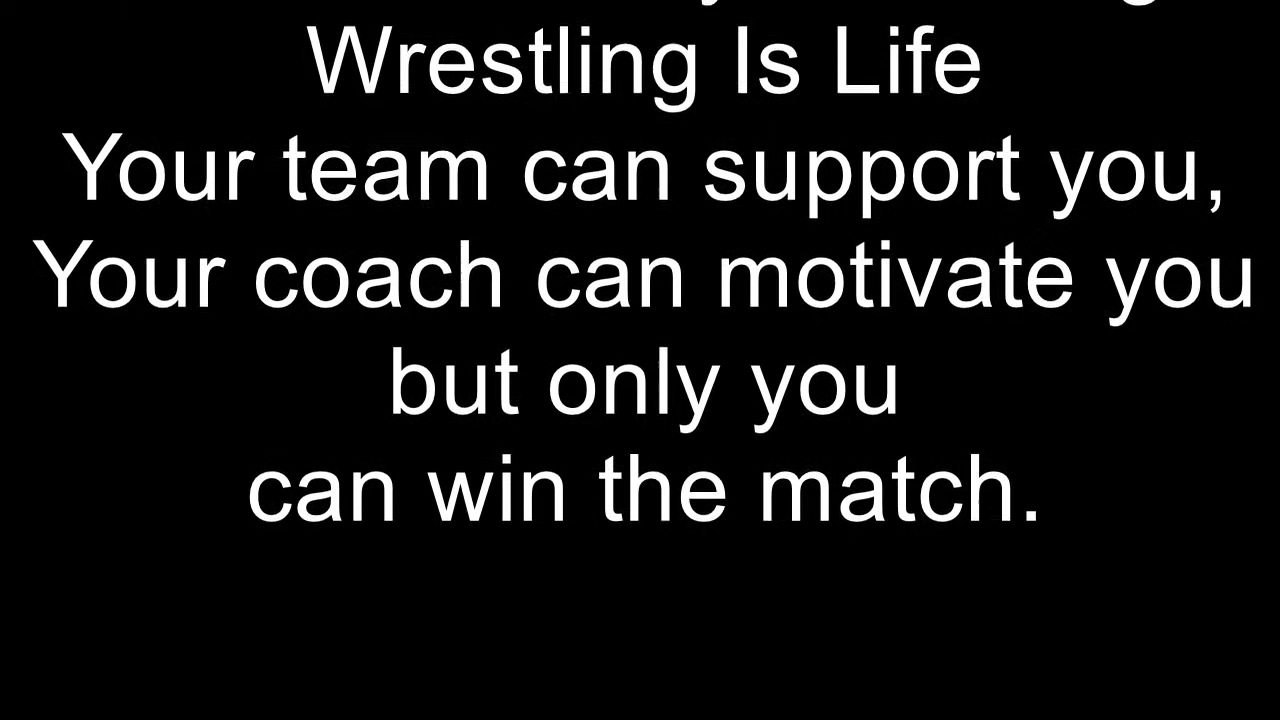 Wrestling Is Life
Your team can support you,
Your coach can motivate you
but only you
can win the match.